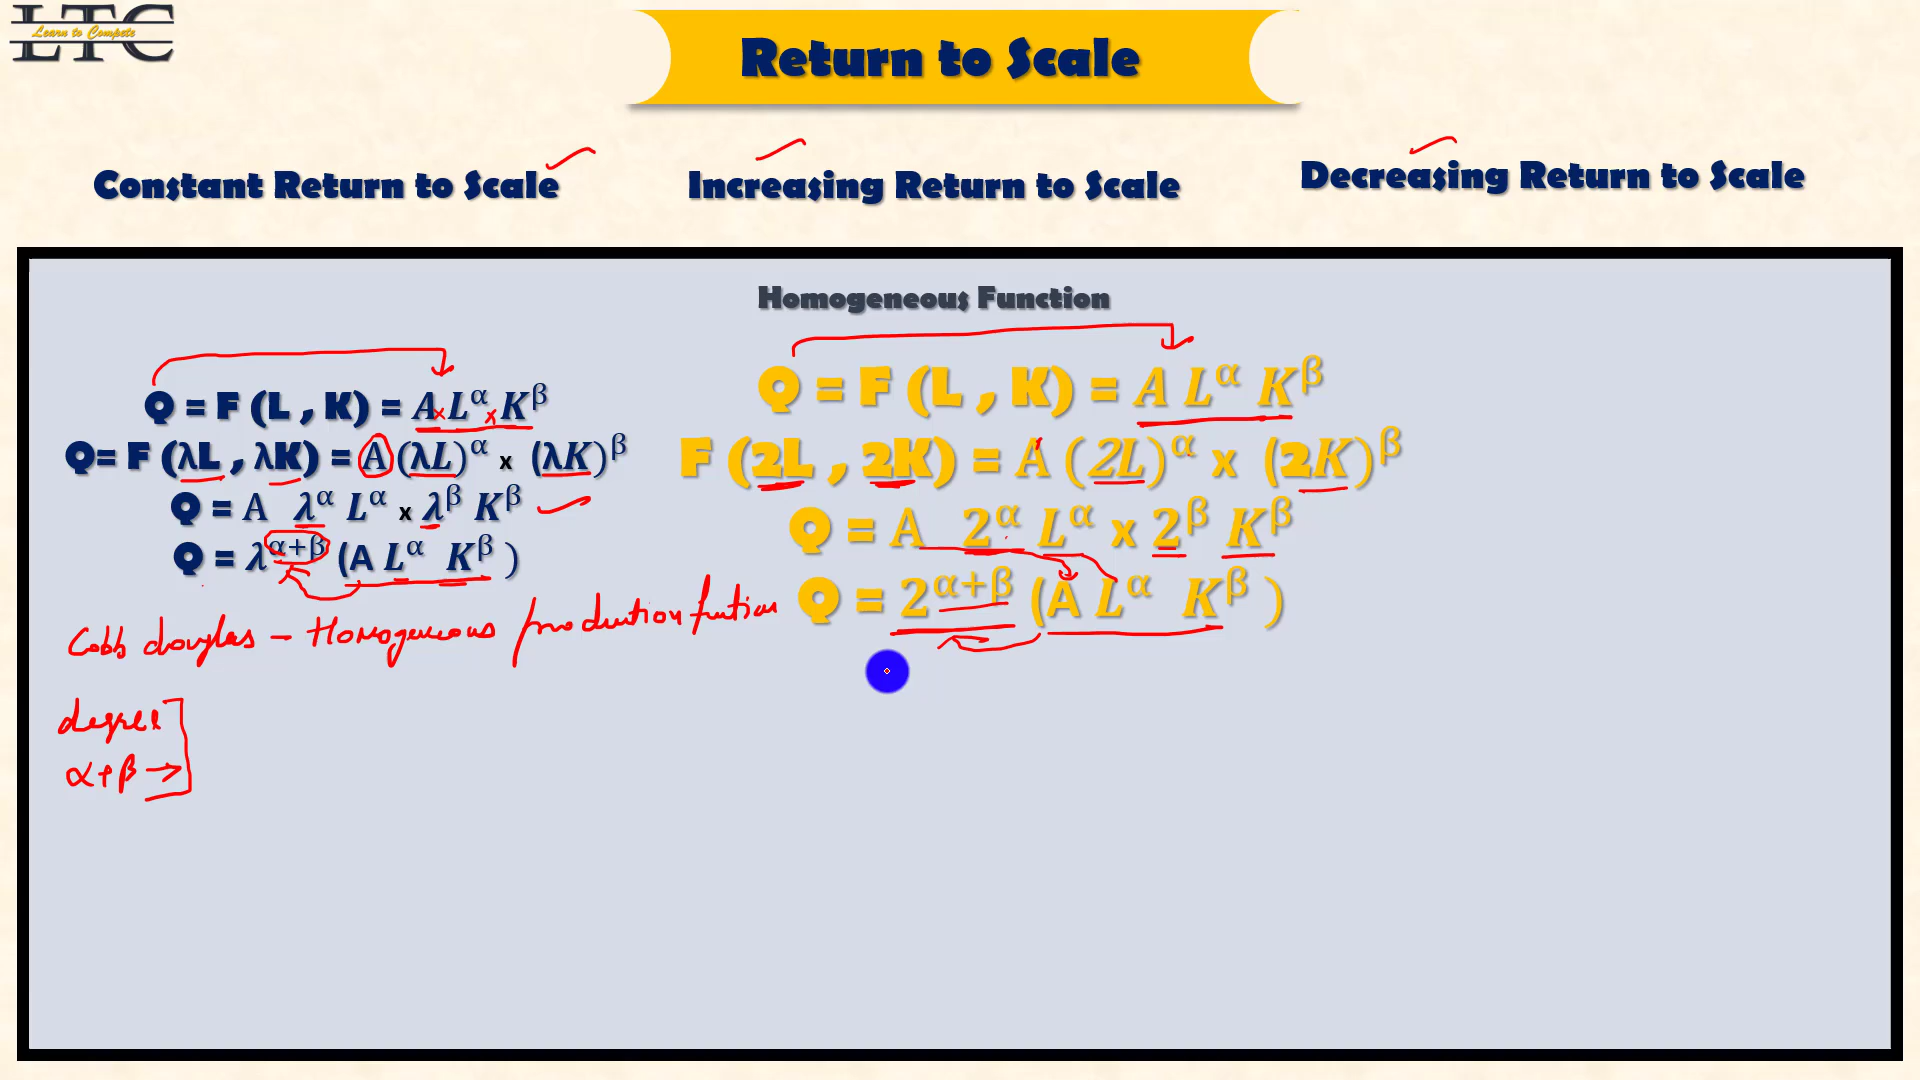 LTC
Learn to Compete
Return to Scale
Constant Return to Scale
Increasing Return to Scale
Decreasing Return to Scale
Homogeneous Function
Q = F (L , K) = A × L^α × K^β
Q= F (λL , λK) = A (λL)^α x (λK)^β
Q = A λ^α L^α x λ^β K^β
Q = λ^(α+β) (A L^α K^β )
Cobb douglas - Homogeneous production funtion
degree
α+β →
Q = F (L , K) = A L^α K^β
F (2L , 2K) = A (2L)^α x (2K)^β
Q = A 2^α L^α x 2^β K^β
Q = 2^(α+β) (A L^α K^β )